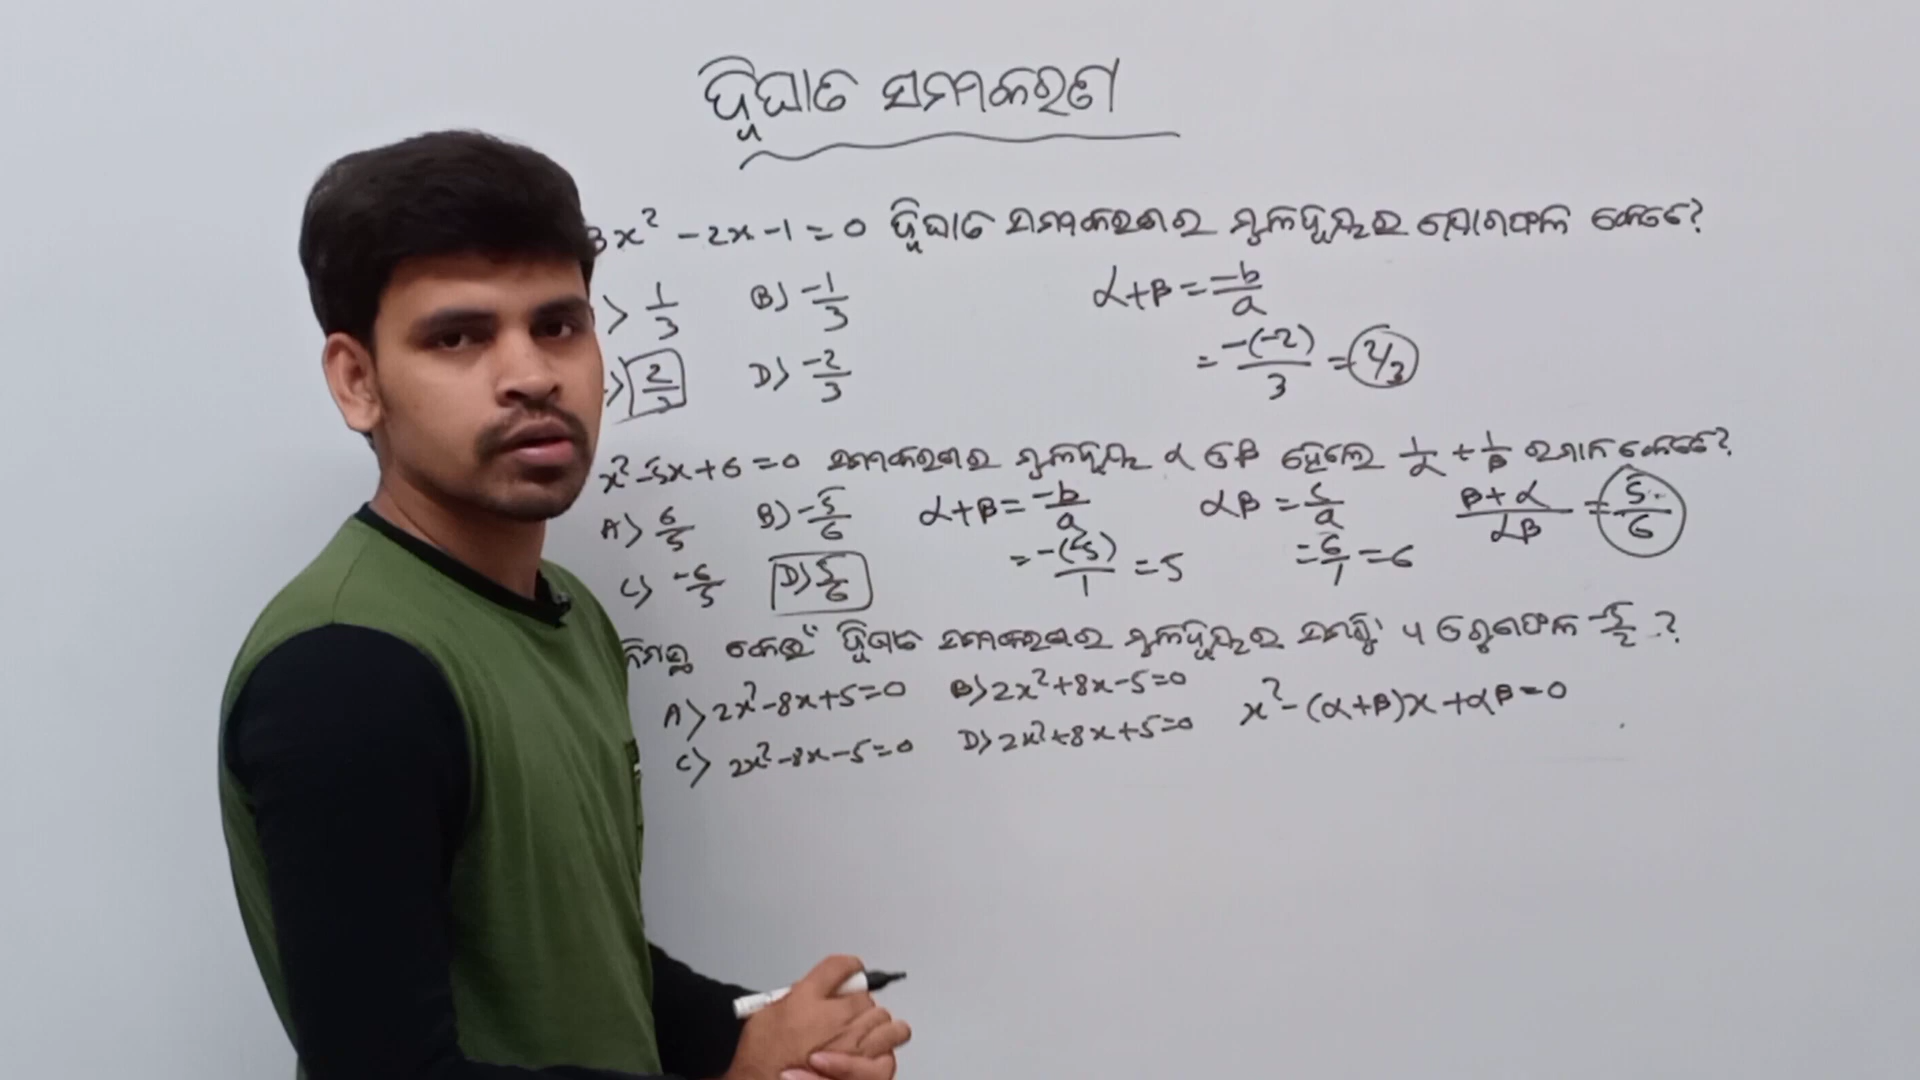 ଦ୍ୱିଘାତ ସମୀକରଣ
3x² - 2x - 1 = 0 ଦ୍ୱିଘାତ ସମୀକରଣର ମୂଳଦ୍ୱୟର ଯୋଗଫଳ କେତେ?
> 1/3 B) -1/3 α+β = -b/a
> 2/3 D) -2/3 = -(-2)/3 = 2/3
x² - 5x + 6 = 0 ସମୀକରଣର ମୂଳଦ୍ୱୟ α ଓ β ହେଲେ 1/α + 1/β ର ମାନ କେତେ?
A) 6/5 B) -5/6 α+β = -b/a αβ = c/a β+α/αβ = 5/6
C) -6/5 D) 5/6 = -(-5)/1 = 5 = 6/1 = 6
କେଉଁ ଦ୍ୱିଘାତ ସମୀକରଣର ମୂଳଦ୍ୱୟର ସମଷ୍ଟି ୪ ଓ ଗୁଣଫଳ -5/2 ?
A) 2x² - 8x + 5 = 0 B) 2x² + 8x - 5 = 0 x² - (α+β)x + αβ = 0
C) 2x² - 8x - 5 = 0 D) 2x² + 8x + 5 = 0